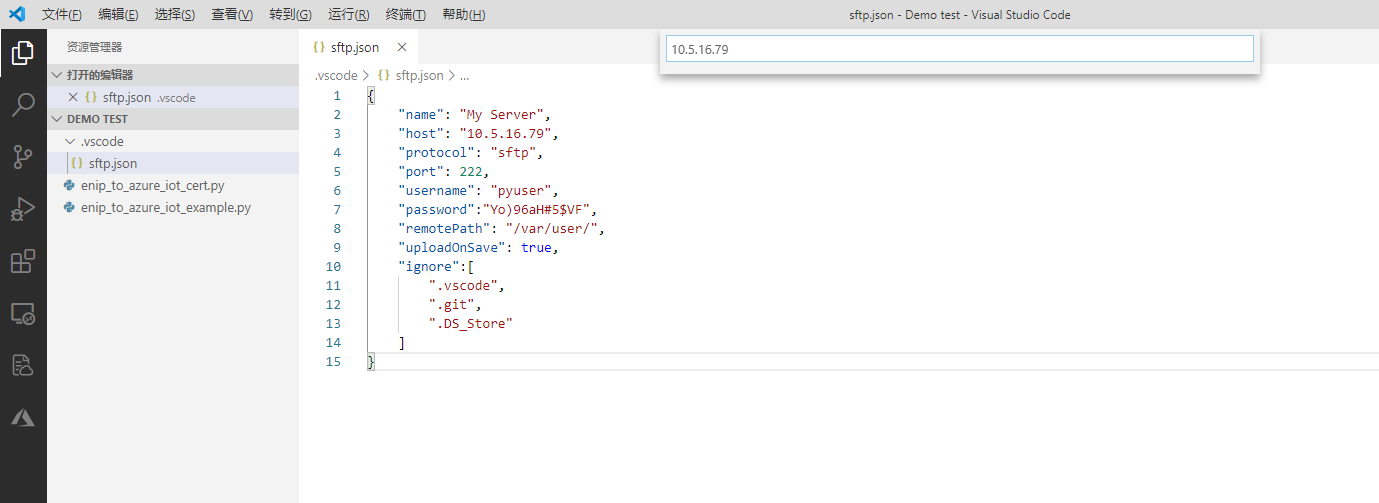 文件(F) 编辑(E) 选择(S) 查看(V) 转到(G) 运行(R) 终端(T) 帮助(H) sftp.json - Demo test - Visual Studio Code
资源管理器
打开的编辑器
{} sftp.json .vscode
DEMO TEST
.vscode
{} sftp.json
enip_to_azure_iot_cert.py
enip_to_azure_iot_example.py
{} sftp.json
10.5.16.79
.vscode > {} sftp.json > ...
1 {
2 "name": "My Server",
3 "host": "10.5.16.79",
4 "protocol": "sftp",
5 "port": 222,
6 "username": "pyuser",
7 "password":"Yo)96aH#5$VF",
8 "remotePath": "/var/user/",
9 "uploadOnSave": true,
10 "ignore":[
11 ".vscode",
12 ".git",
13 ".DS_Store"
14 ]
15 }